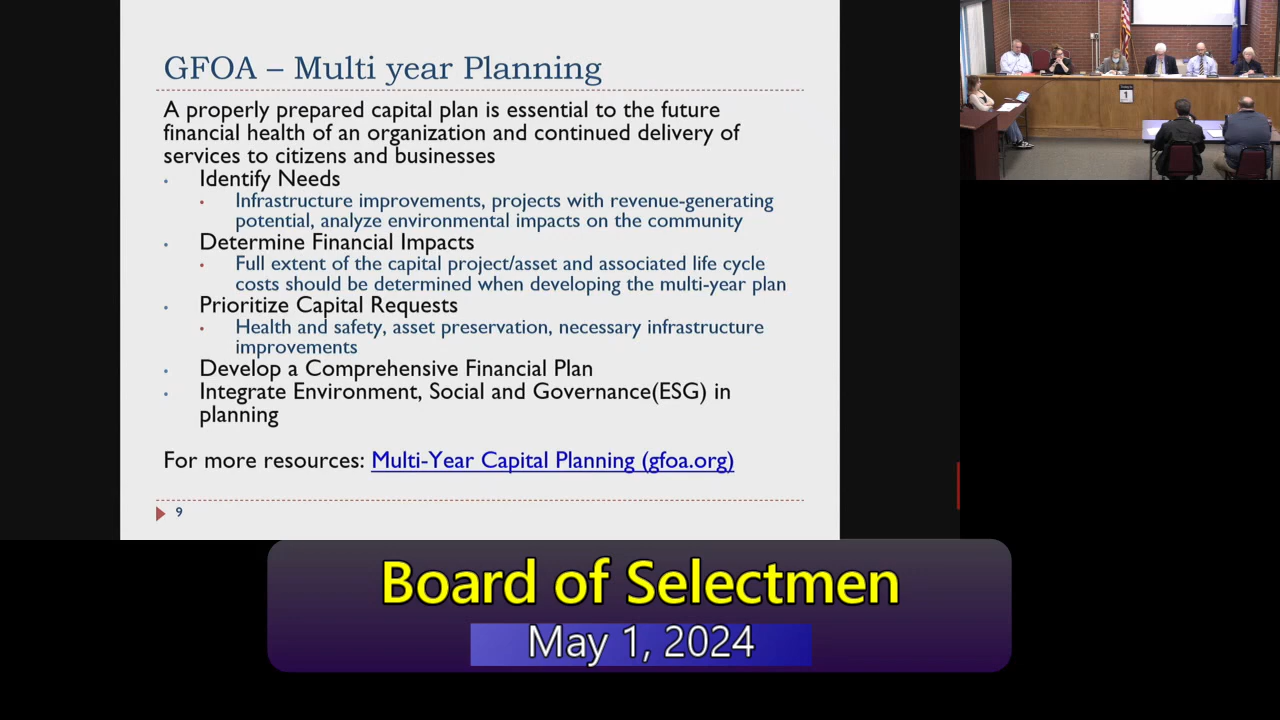 GFOA – Multi year Planning
A properly prepared capital plan is essential to the future
financial health of an organization and continued delivery of
services to citizens and businesses
• Identify Needs
• Infrastructure improvements, projects with revenue-generating
potential, analyze environmental impacts on the community
• Determine Financial Impacts
• Full extent of the capital project/asset and associated life cycle
costs should be determined when developing the multi-year plan
• Prioritize Capital Requests
• Health and safety, asset preservation, necessary infrastructure
improvements
• Develop a Comprehensive Financial Plan
• Integrate Environment, Social and Governance(ESG) in
planning
For more resources: Multi-Year Capital Planning (gfoa.org)
9
1
Board of Selectmen
May 1, 2024